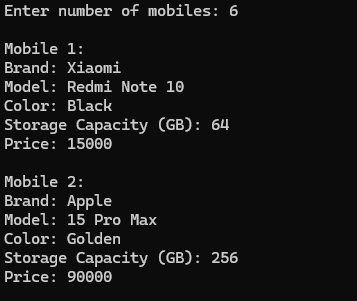 Enter number of mobiles: 6
Mobile 1:
Brand: Xiaomi
Model: Redmi Note 10
Color: Black
Storage Capacity (GB): 64
Price: 15000
Mobile 2:
Brand: Apple
Model: 15 Pro Max
Color: Golden
Storage Capacity (GB): 256
Price: 90000